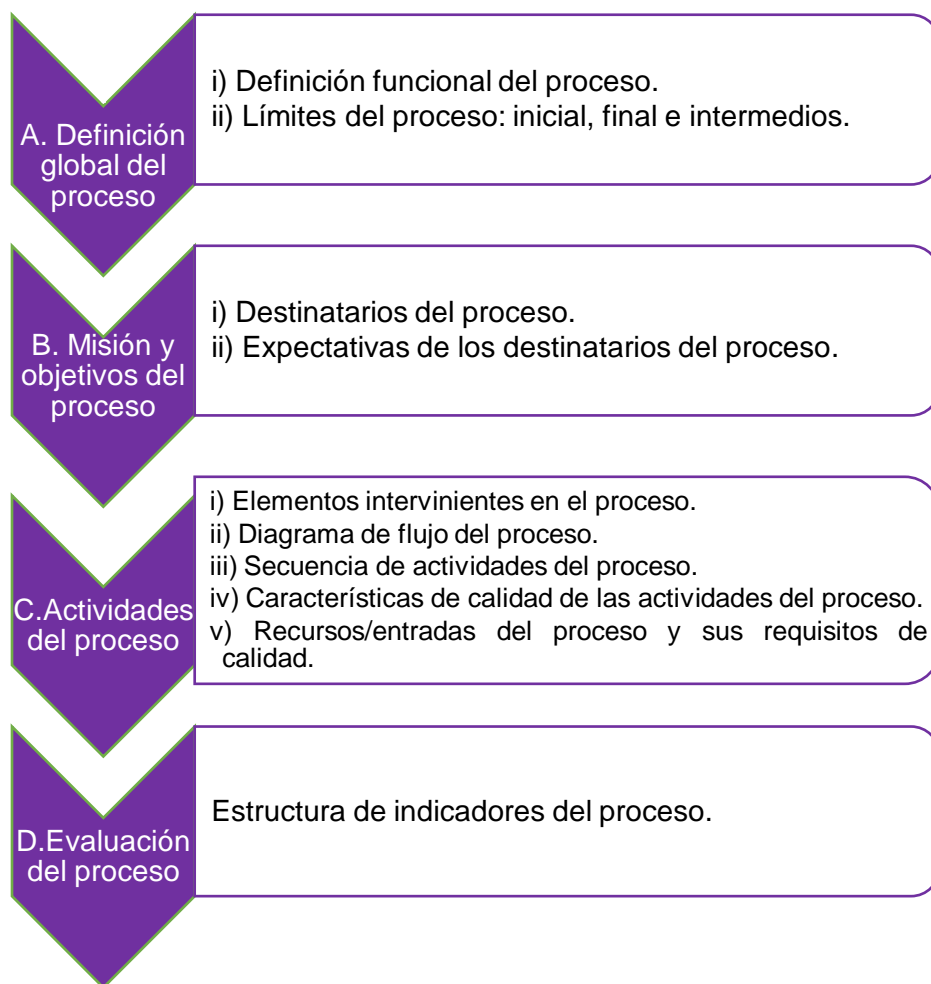 A. Definición
global del
proceso
i) Definición funcional del proceso.
ii) Límites del proceso: inicial, final e intermedios.
B. Misión y
objetivos del
proceso
i) Destinatarios del proceso.
ii) Expectativas de los destinatarios del proceso.
C.Actividades
del proceso
i) Elementos intervinientes en el proceso.
ii) Diagrama de flujo del proceso.
iii) Secuencia de actividades del proceso.
iv) Características de calidad de las actividades del proceso.
v) Recursos/entradas del proceso y sus requisitos de
calidad.
D.Evaluación
del proceso
Estructura de indicadores del proceso.